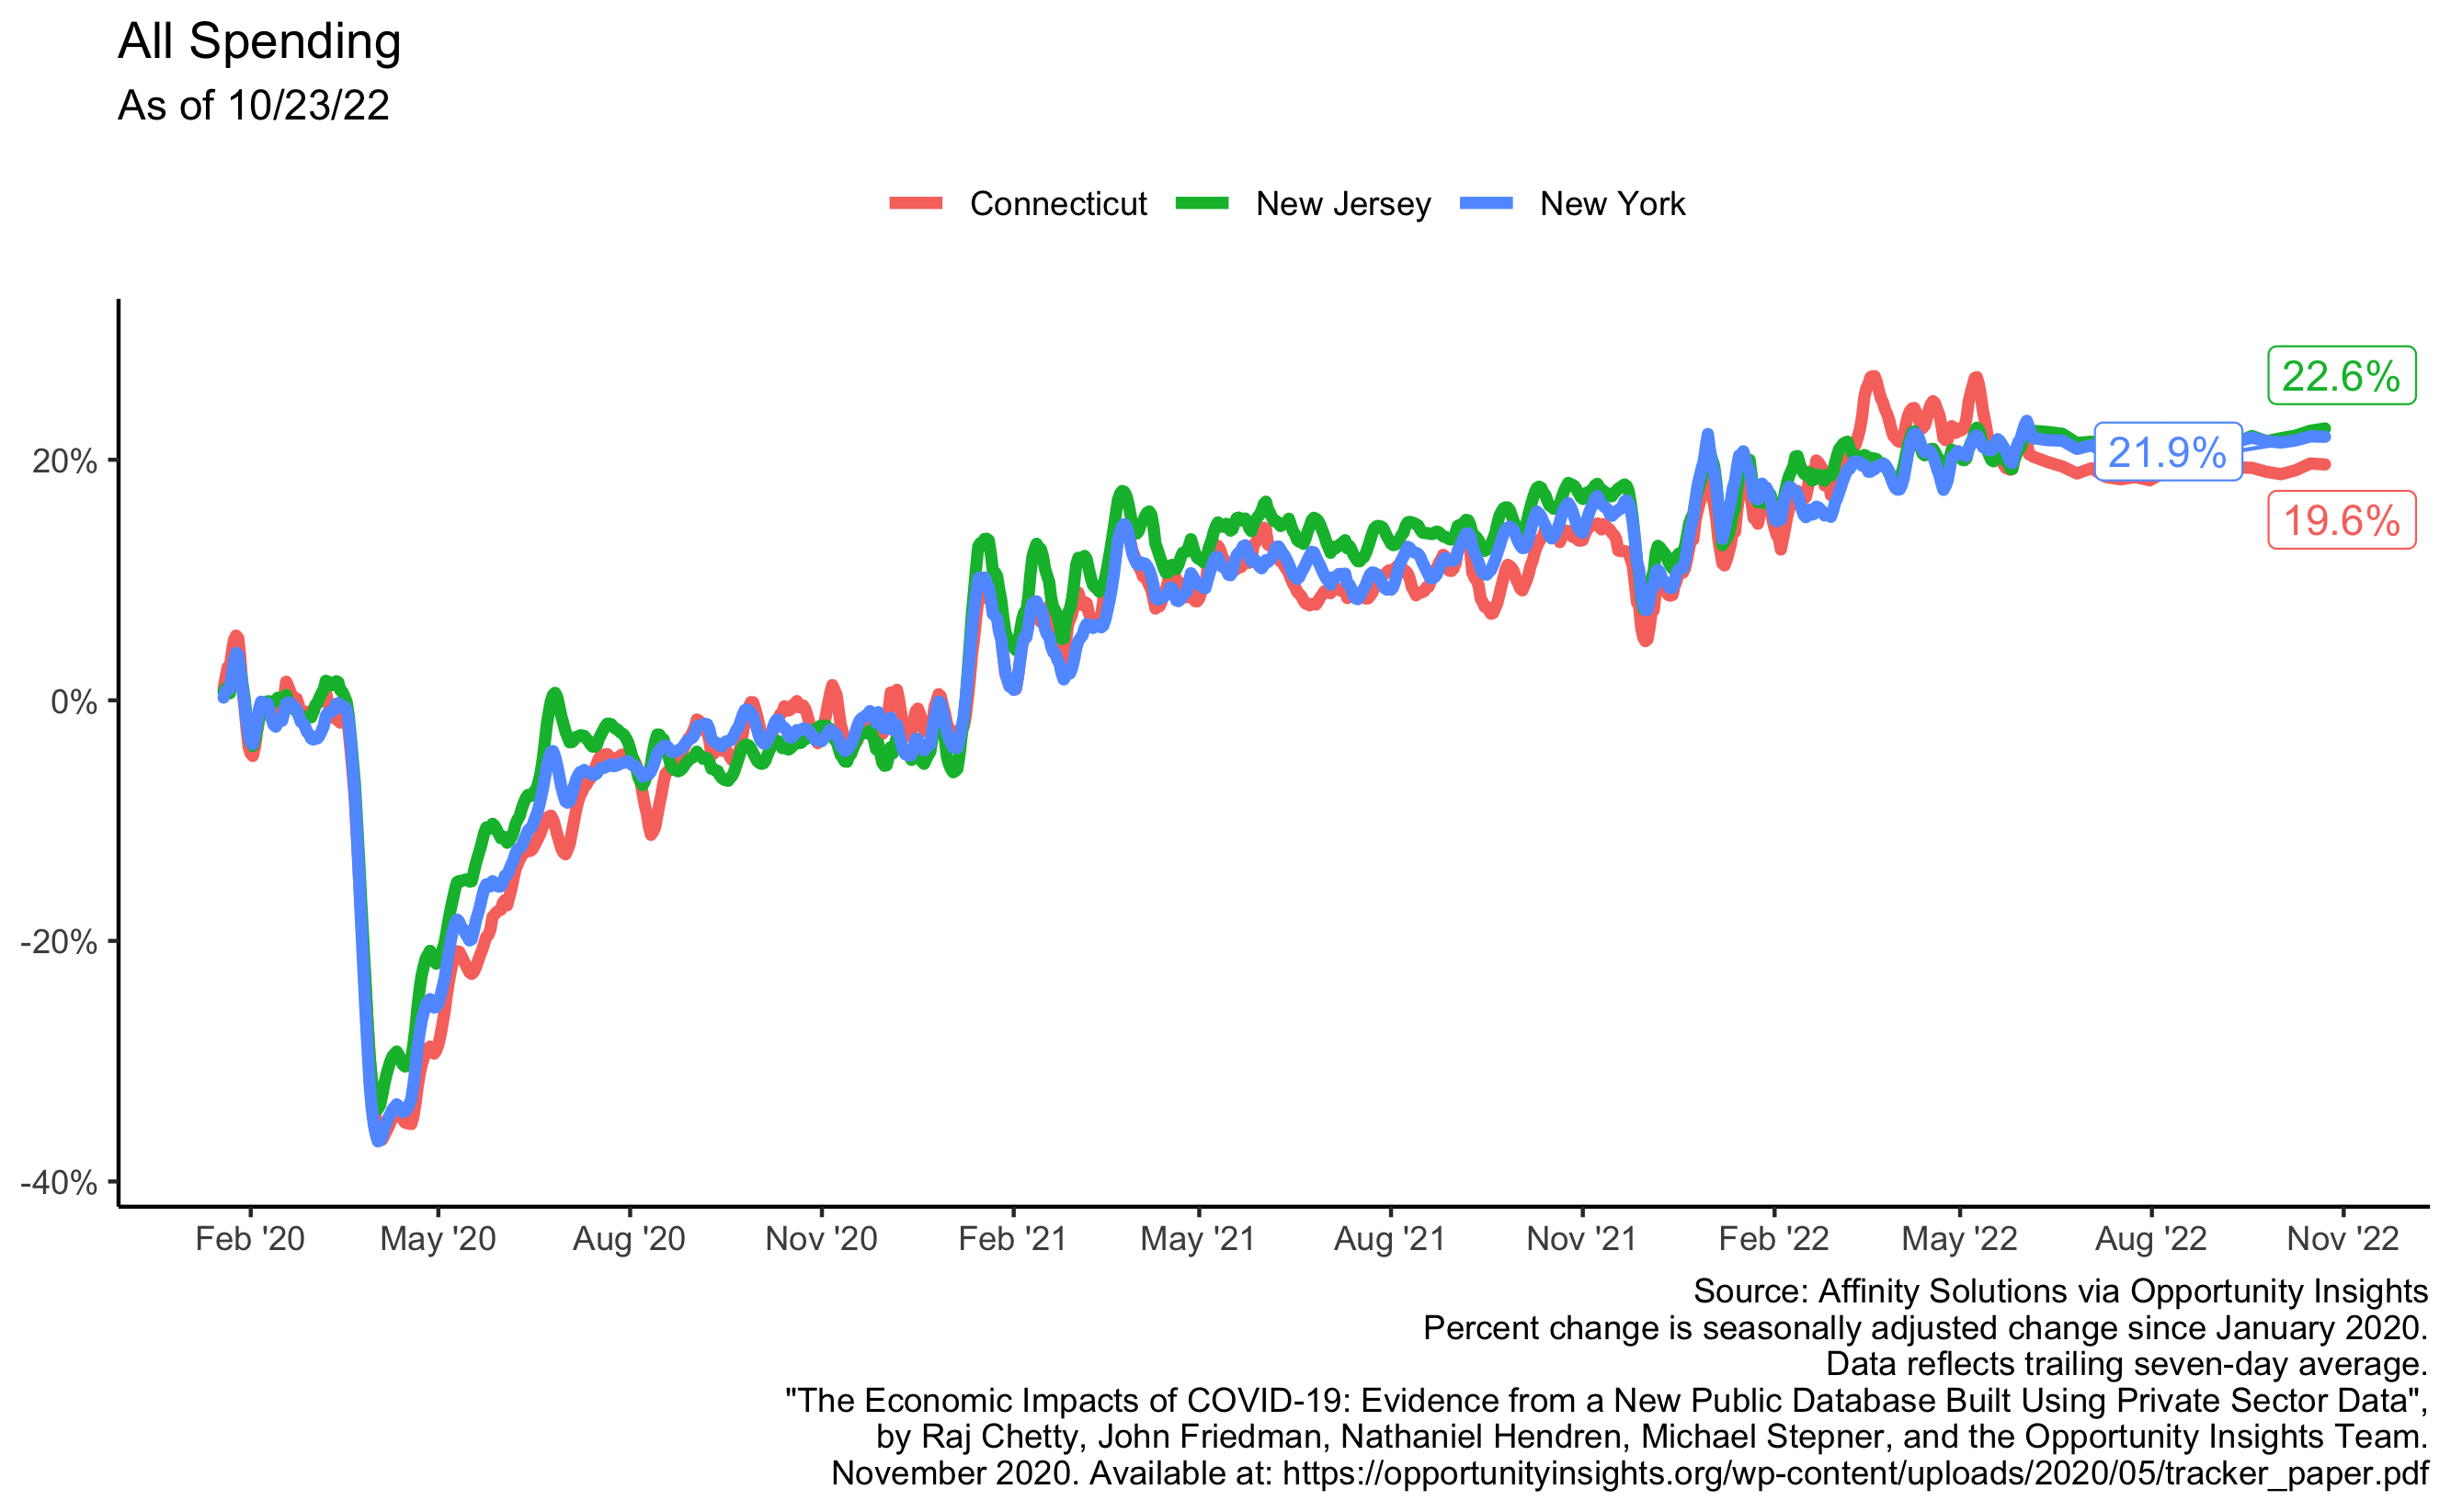 All Spending
As of 10/23/22
Connecticut New Jersey New York
22.6%
21.9%
19.6%
20%
0%
-20%
-40%
Feb '20 May '20 Aug '20 Nov '20 Feb '21 May '21 Aug '21 Nov '21 Feb '22 May '22 Aug '22 Nov '22
Source: Affinity Solutions via Opportunity Insights
Percent change is seasonally adjusted change since January 2020.
Data reflects trailing seven-day average.
"The Economic Impacts of COVID-19: Evidence from a New Public Database Built Using Private Sector Data",
by Raj Chetty, John Friedman, Nathaniel Hendren, Michael Stepner, and the Opportunity Insights Team.
November 2020. Available at: https://opportunityinsights.org/wp-content/uploads/2020/05/tracker_paper.pdf